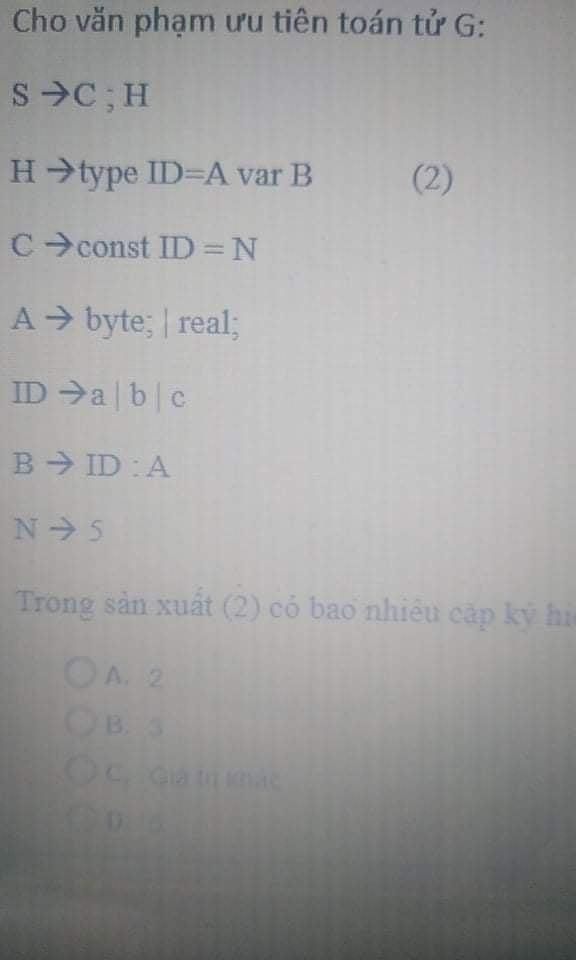 Cho văn phạm ưu tiên toán tử G:
S →C ; H
H →type ID=A var B (2)
C →const ID = N
A → byte; | real;
ID →a | b | c
B → ID : A
N → 5
Trong sản xuất (2) có bao nhiêu cặp ký
A. 2
B. 3
C. Giá trị khác
D.